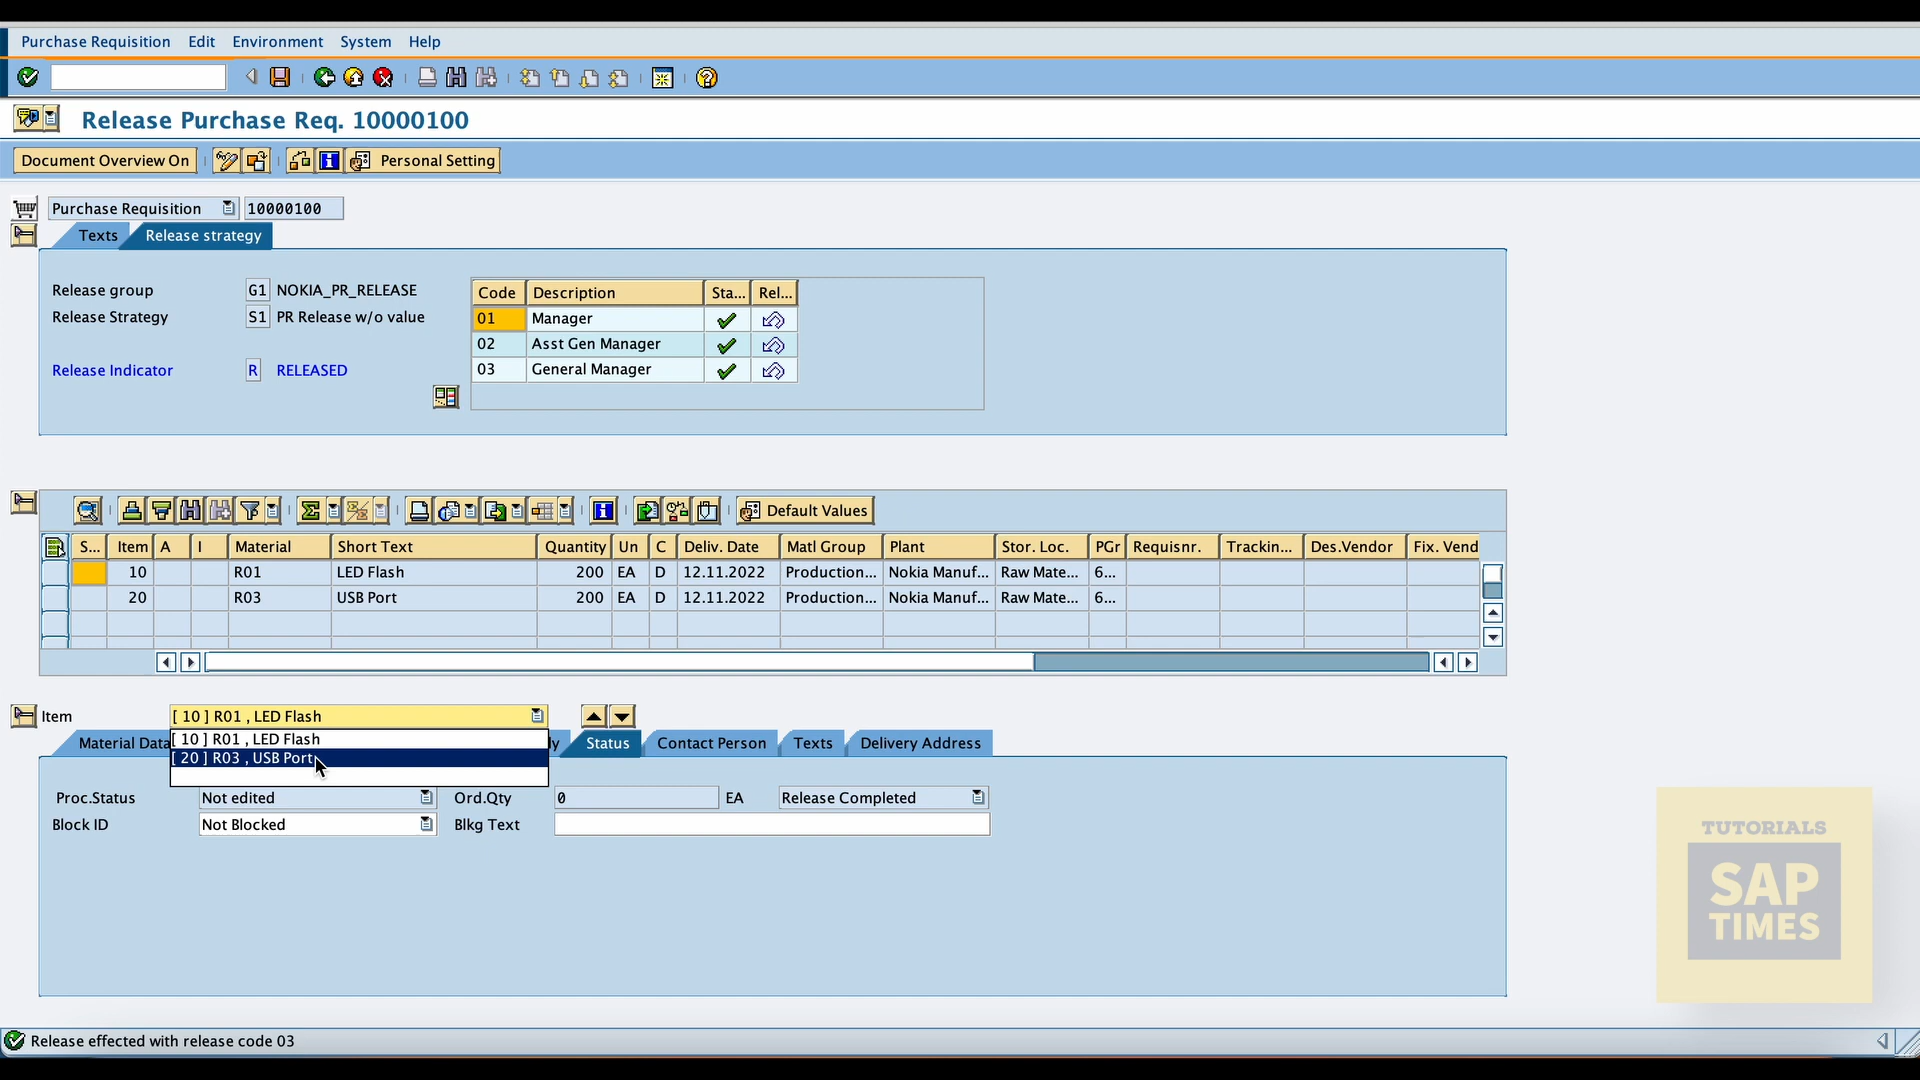 Purchase Requisition Edit Environment System Help
Release Purchase Req. 10000100
Document Overview On Personal Setting
Purchase Requisition 10000100
Texts Release strategy
Release group G1 NOKIA_PR_RELEASE
Release Strategy S1 PR Release w/o value
Release Indicator R RELEASED
Code Description Sta... Rel...
01 Manager
02 Asst Gen Manager
03 General Manager
Default Values
S... Item A I Material Short Text Quantity Un C Deliv. Date Matl Group Plant Stor. Loc. PGr Requisnr. Trackin... Des.Vendor Fix. Vend
10 R01 LED Flash 200 EA D 12.11.2022 Production... Nokia Manuf... Raw Mate... 6...
20 R03 USB Port 200 EA D 12.11.2022 Production... Nokia Manuf... Raw Mate... 6...
Item [ 10 ] R01 , LED Flash
[ 10 ] R01 , LED Flash
[ 20 ] R03 , USB Port
Material Data y Status Contact Person Texts Delivery Address
Proc.Status Not edited Ord.Qty 0 EA Release Completed
Block ID Not Blocked Blkg Text
TUTORIALS
SAP
TIMES
Release effected with release code 03